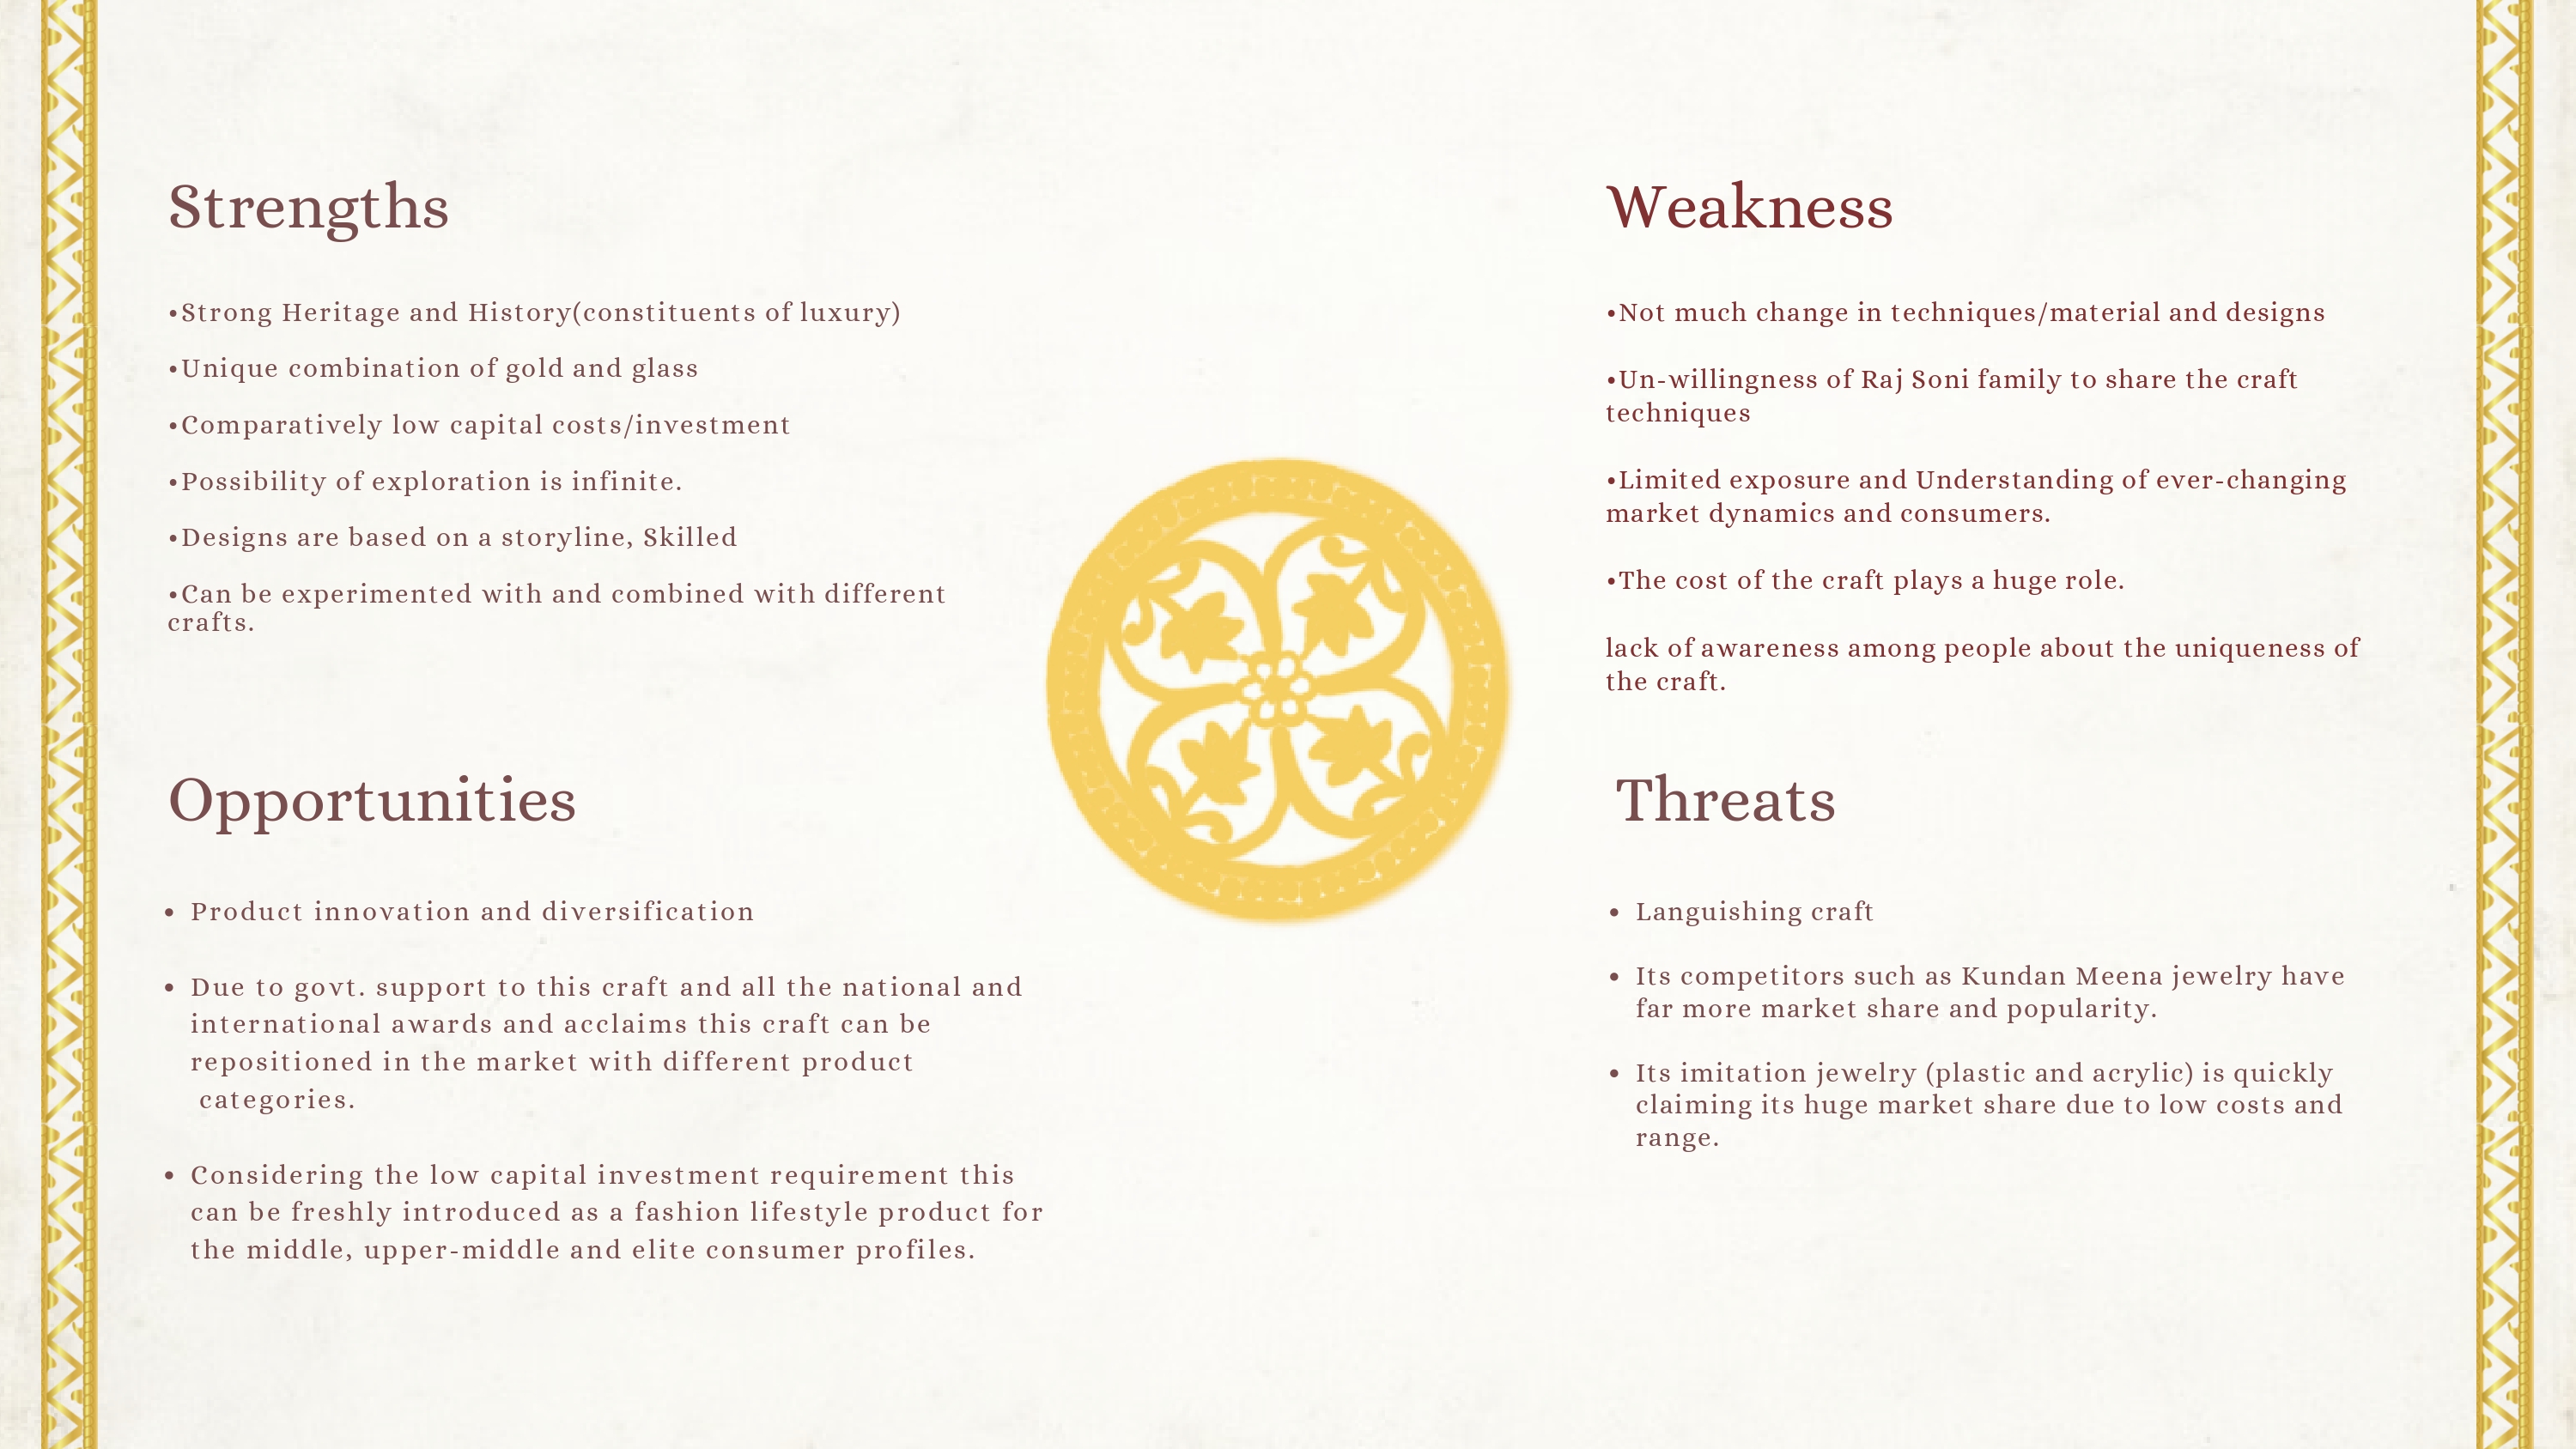 Strengths
•Strong Heritage and History(constituents of luxury)
•Unique combination of gold and glass
•Comparatively low capital costs/investment
•Possibility of exploration is infinite.
•Designs are based on a storyline, Skilled
•Can be experimented with and combined with different
crafts.
Weakness
•Not much change in techniques/material and designs
•Un-willingness of Raj Soni family to share the craft
techniques
•Limited exposure and Understanding of ever-changing
market dynamics and consumers.
•The cost of the craft plays a huge role.
lack of awareness among people about the uniqueness of
the craft.
Opportunities
• Product innovation and diversification
• Due to govt. support to this craft and all the national and
international awards and acclaims this craft can be
repositioned in the market with different product
categories.
• Considering the low capital investment requirement this
can be freshly introduced as a fashion lifestyle product for
the middle, upper-middle and elite consumer profiles.
Threats
• Languishing craft
• Its competitors such as Kundan Meena jewelry have
far more market share and popularity.
• Its imitation jewelry (plastic and acrylic) is quickly
claiming its huge market share due to low costs and
range.